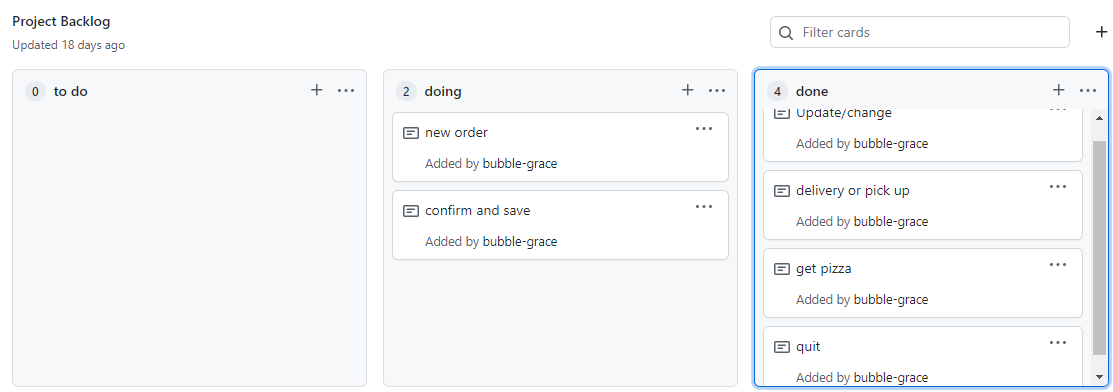 Project Backlog
Updated 18 days ago
Filter cards
0 to do
2 doing
new order
Added by bubble-grace
confirm and save
Added by bubble-grace
4 done
Update/change
Added by bubble-grace
delivery or pick up
Added by bubble-grace
get pizza
Added by bubble-grace
quit
Added by bubble-grace